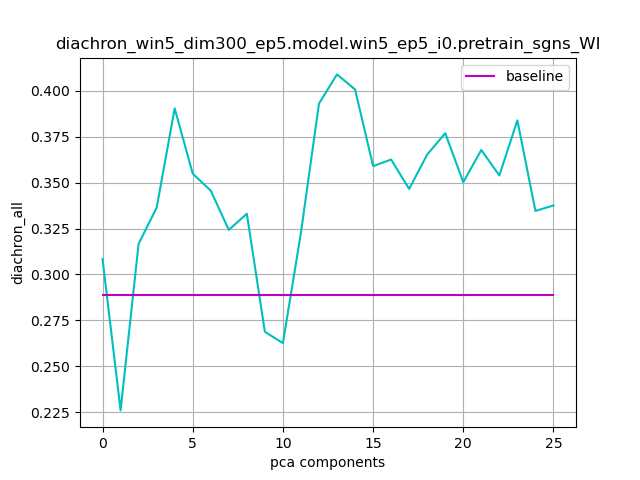 diachron_win5_dim300_ep5.model.win5_ep5_i0.pretrain_sgns_WI
baseline
0.400
0.375
0.350
0.325
0.300
0.275
0.250
0.225
diachron_all
0 5 10 15 20 25
pca components